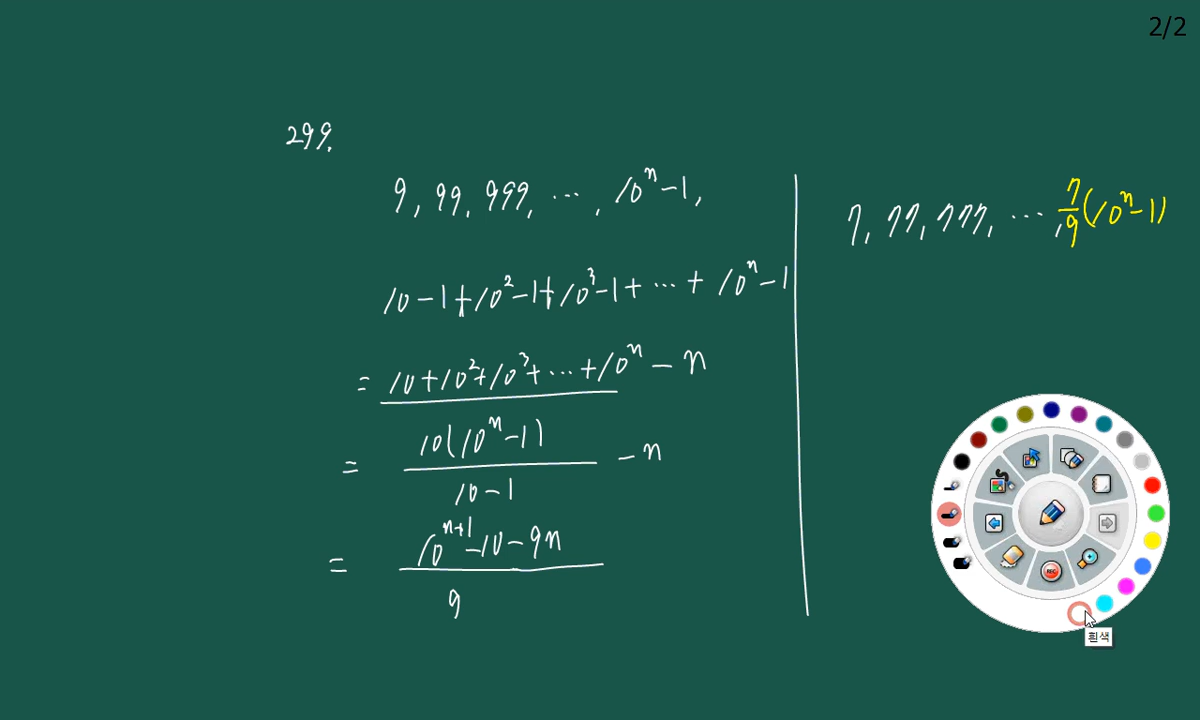 2/2
299.
9, 99, 999, ⋯, 10ⁿ-1,
10-1+10²-1+10³-1+⋯+10ⁿ-1
= 10+10²+10³+⋯+10ⁿ-n
= 10(10ⁿ-1)/10-1 -n
= 10ⁿ⁺¹-10-9n/9
7, 77, 777, ⋯, 7/9(10ⁿ-1)
REC
흰색